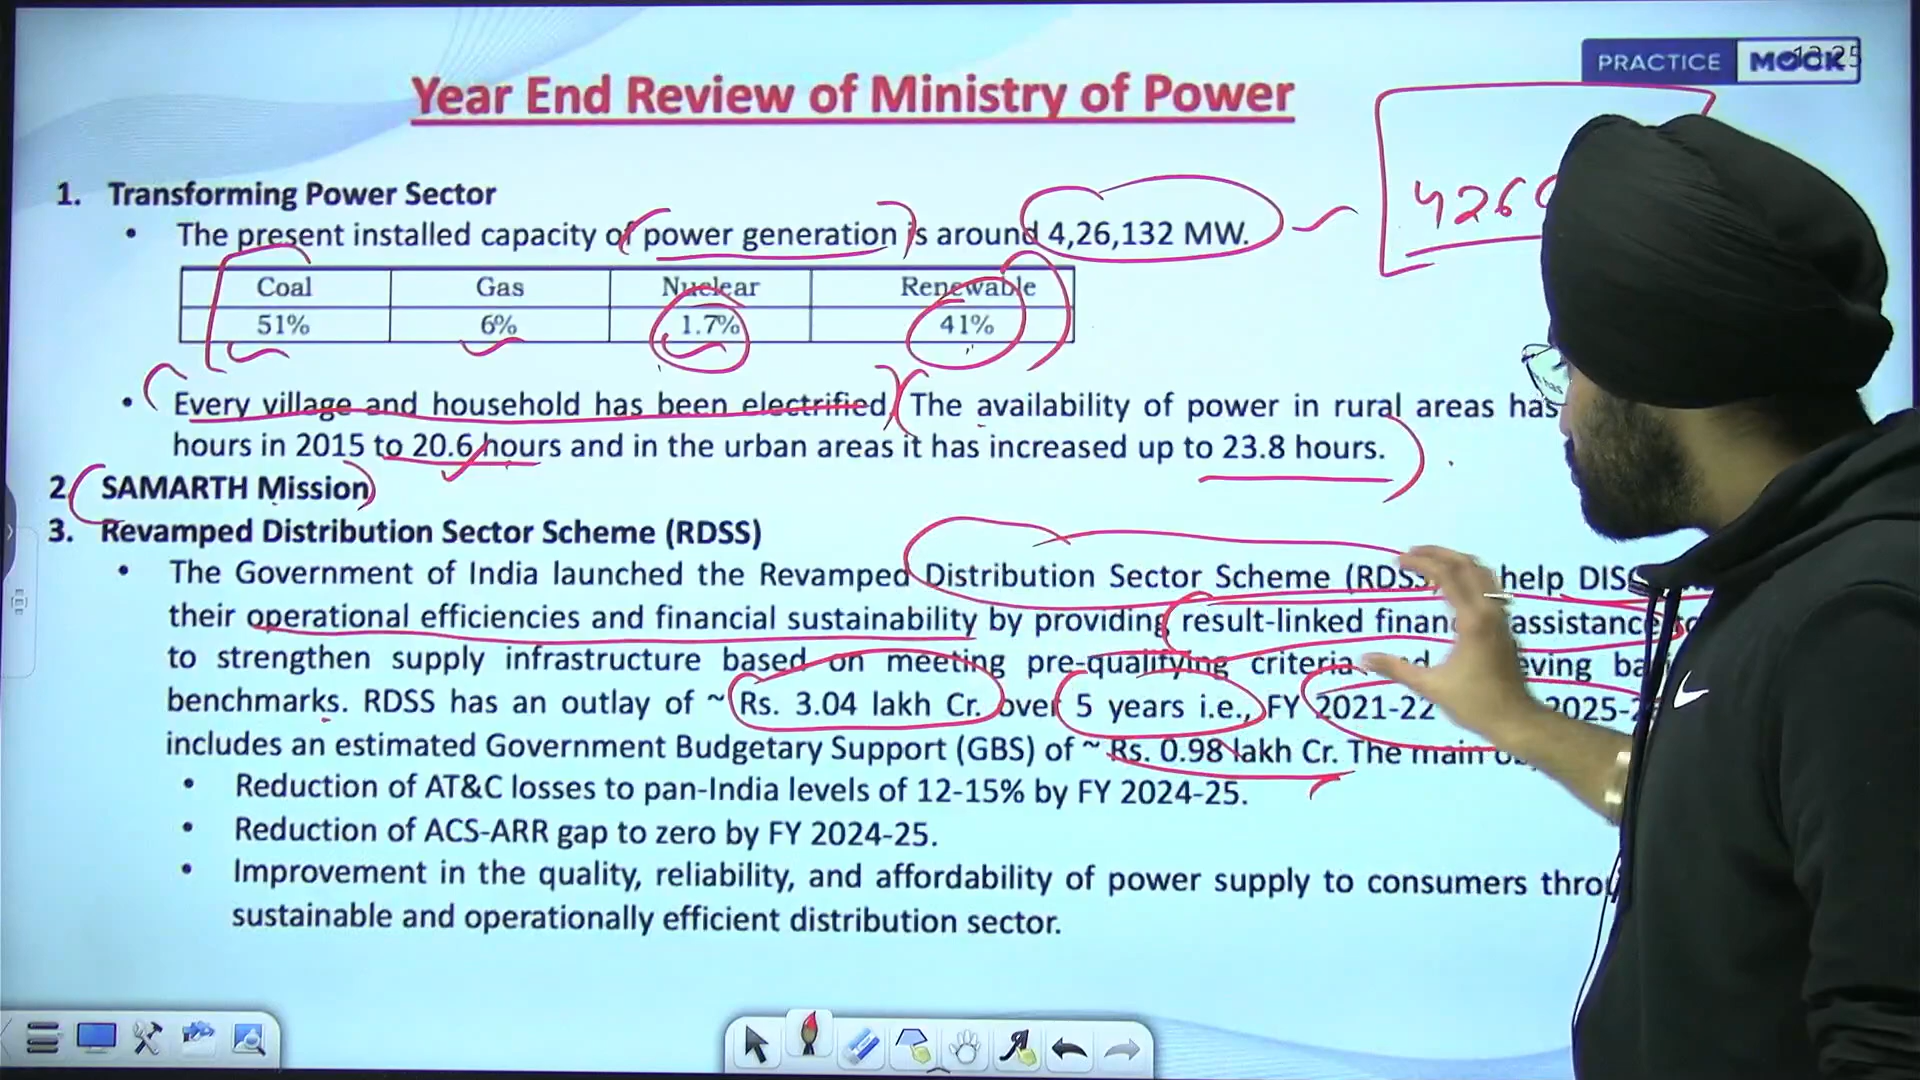 PRACTICE MOCK
13:25
Year End Review of Ministry of Power
1. Transforming Power Sector
• The present installed capacity of power generation is around 4,26,132 MW.
426
Coal Gas Nuclear Renewable
51% 6% 1.7% 41%
• Every village and household has been electrified. The availability of power in rural areas has
hours in 2015 to 20.6 hours and in the urban areas it has increased up to 23.8 hours.
2. SAMARTH Mission
3. Revamped Distribution Sector Scheme (RDSS)
• The Government of India launched the Revamped Distribution Sector Scheme (RDSS) help
their operational efficiencies and financial sustainability by providing result-linked assistance
to strengthen supply infrastructure based on meeting pre-qualifying criteria
benchmarks. RDSS has an outlay of ~ Rs. 3.04 lakh Cr. over 5 years i.e., FY 2021-22
includes an estimated Government Budgetary Support (GBS) of ~ Rs. 0.98 lakh Cr. The main
• Reduction of AT&C losses to pan-India levels of 12-15% by FY 2024-25.
• Reduction of ACS-ARR gap to zero by FY 2024-25.
• Improvement in the quality, reliability, and affordability of power supply to consumers
sustainable and operationally efficient distribution sector.